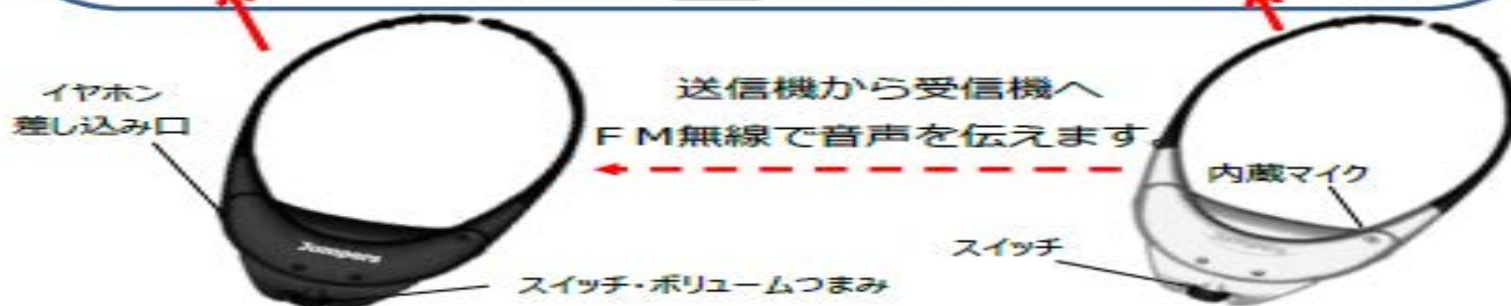 イヤホン
差し込み口
送信機から受信機へ
ＦＭ無線で音声を伝えます。
内蔵マイク
スイッチ
Jumpers
スイッチ・ボリュームつまみ